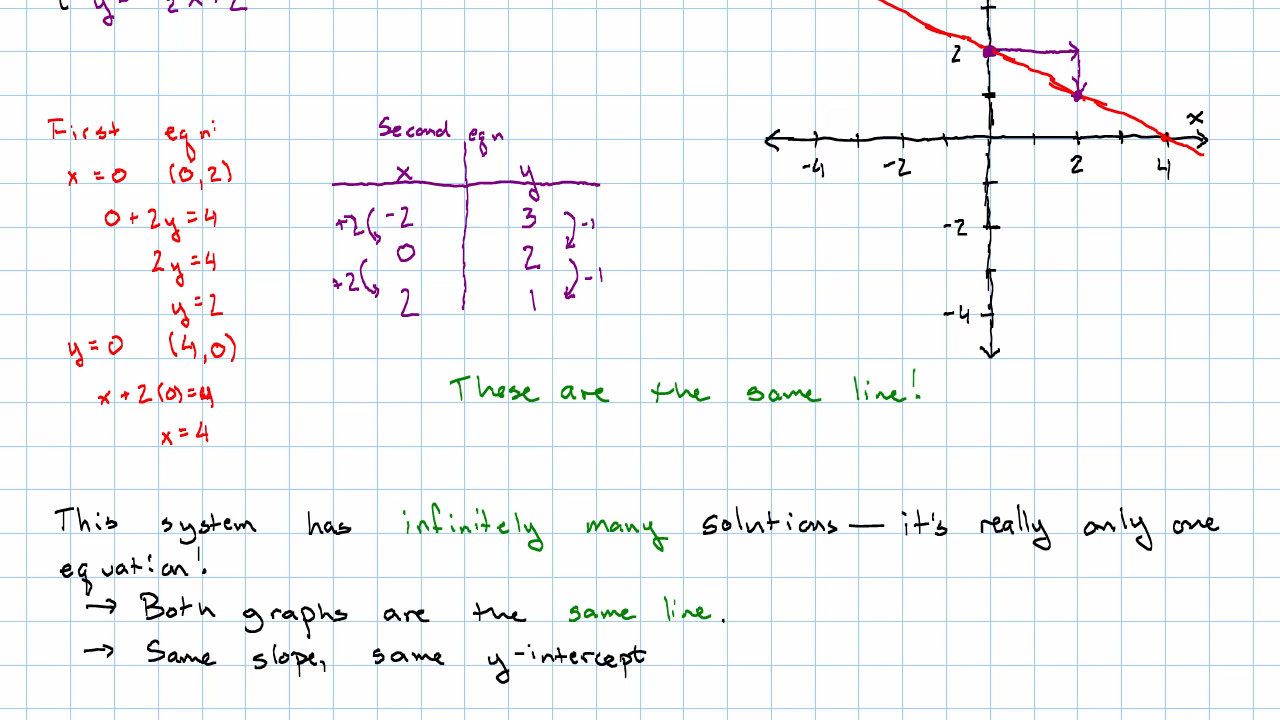 y = 2x+2
First eqn:
x = 0 (0,2)
0 + 2y = 4
2y = 4
y = 2
y = 0 (4,0)
x + 2(0) = 4
x = 4
Second eqn
x y
+2 -2 3 -1
0 2
+2 -1
2 1
2
x
-4 -2 2 4
-2
-4
These are the same line!
This system has infinitely many solutions — it's really only one
equation!
→ Both graphs are the same line.
→ Same slope, same y-intercept